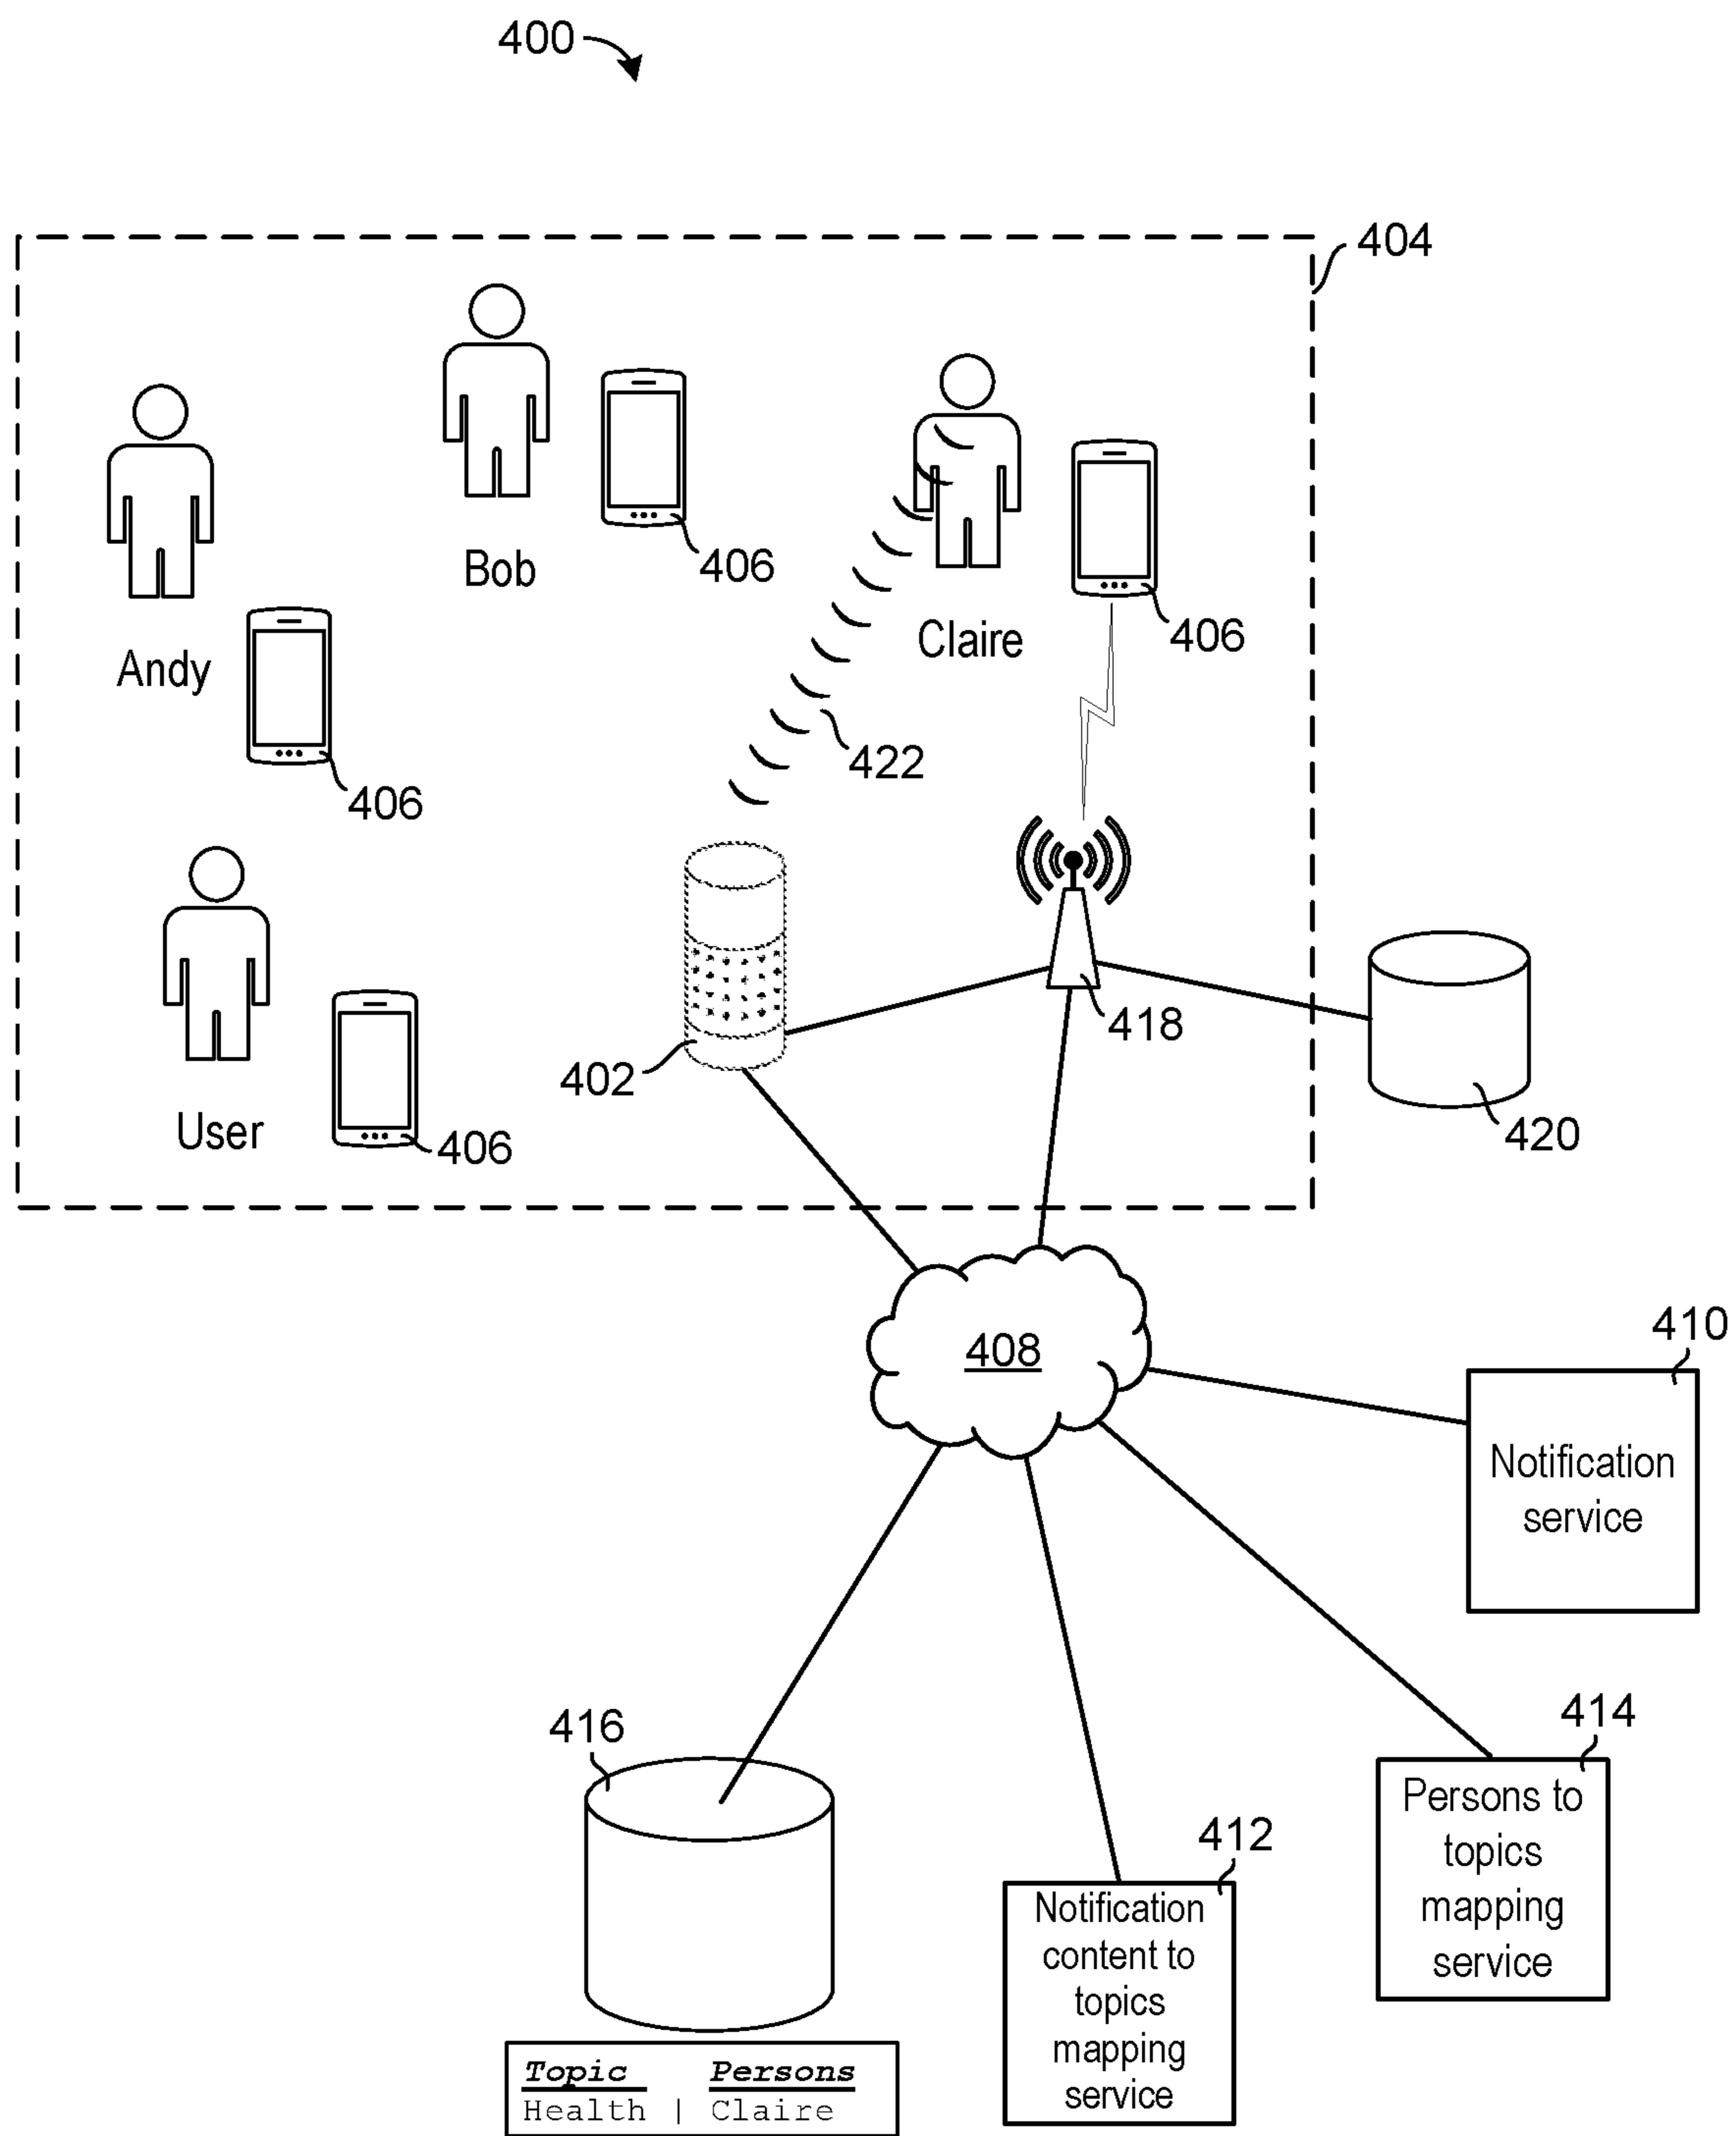 400
404
Bob
406
Claire
406
Andy
406
422
User
406
402
418
420
408
410
Notification
service
414
Persons to
topics
mapping
service
416
412
Notification
content to
topics
mapping
service
Topic Persons
Health | Claire